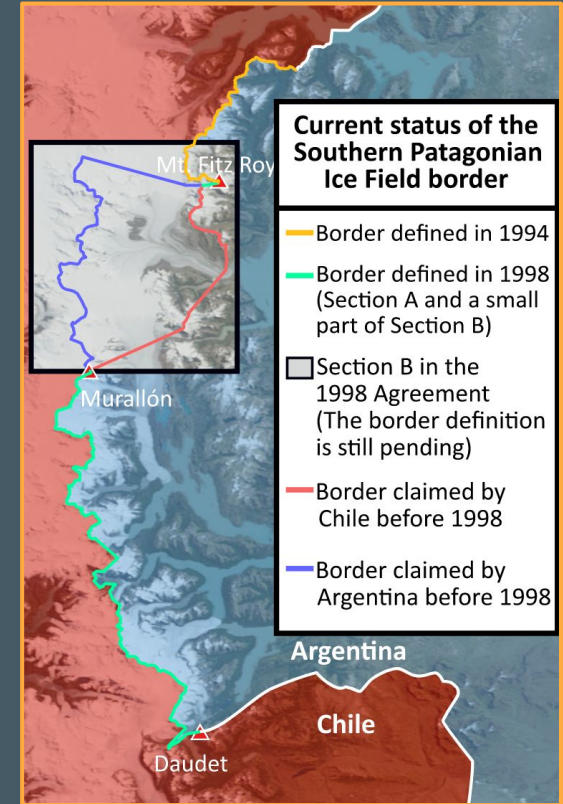 Current status of the
Southern Patagonian
Ice Field border
Border defined in 1994
Border defined in 1998
(Section A and a small
part of Section B)
Section B in the
1998 Agreement
(The border definition
is still pending)
Border claimed by
Chile before 1998
Border claimed by
Argentina before 1998
Mt. Fitz Roy
Murallón
Argentina
Chile
Daudet